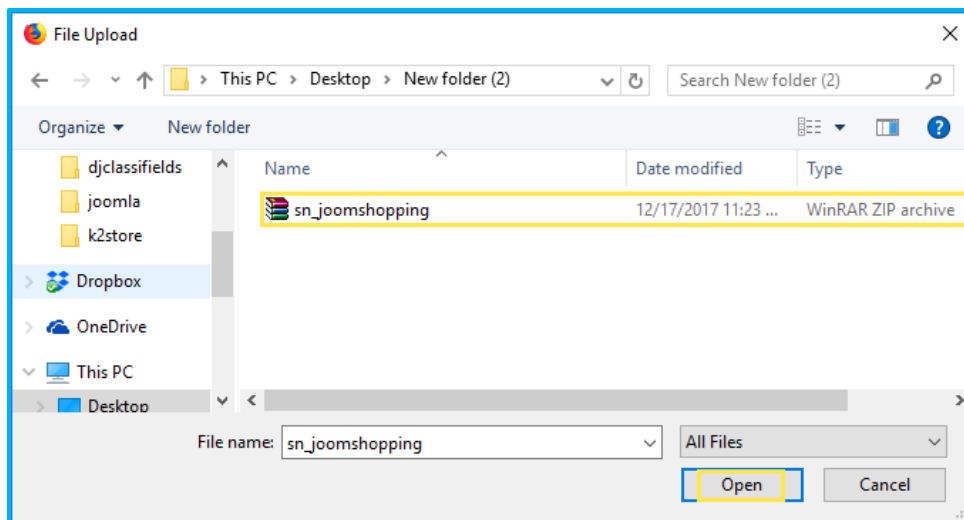 File Upload
This PC > Desktop > New folder (2)
Search New folder (2)
Organize
New folder
djclassifields
joomla
k2store
Dropbox
OneDrive
This PC
Desktop
Name
Date modified
Type
sn_joomshopping
12/17/2017 11:23 ...
WinRAR ZIP archive
File name:
sn_joomshopping
All Files
Open
Cancel